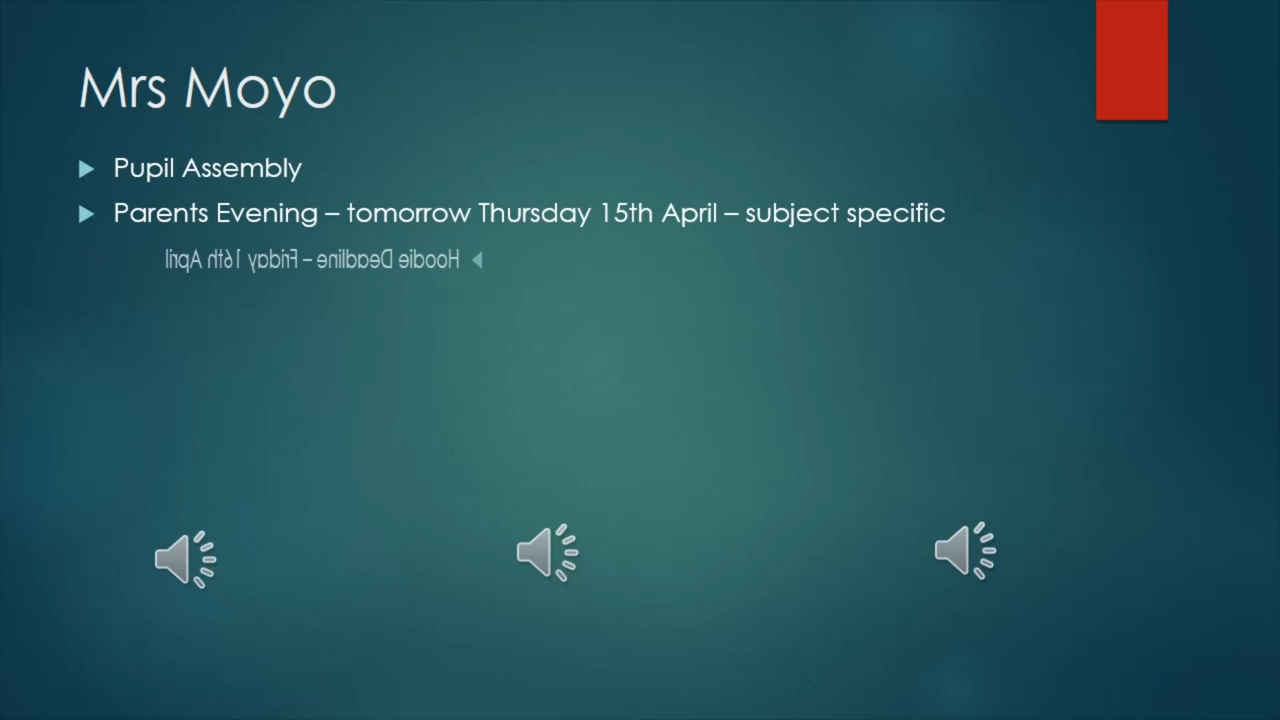 Mrs Moyo
Pupil Assembly
Parents Evening – tomorrow Thursday 15th April – subject specific
Hoodie Deadline – Friday 16th April